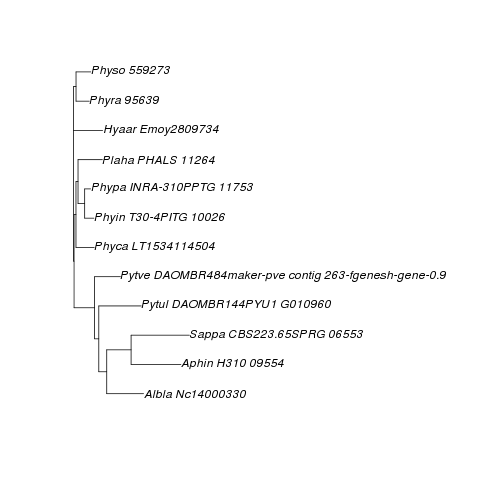 Physo 559273
Phyra 95639
Hyaar Emoy2809734
Plaha PHALS 11264
Phypa INRA-310PPTG 11753
Phyin T30-4PITG 10026
Phyca LT1534114504
Pytve DAOMBR484maker-pve contig 263-fgenesh-gene-0.9
Pytul DAOMBR144PYU1 G010960
Sappa CBS223.65SPRG 06553
Aphin H310 09554
Albla Nc14000330